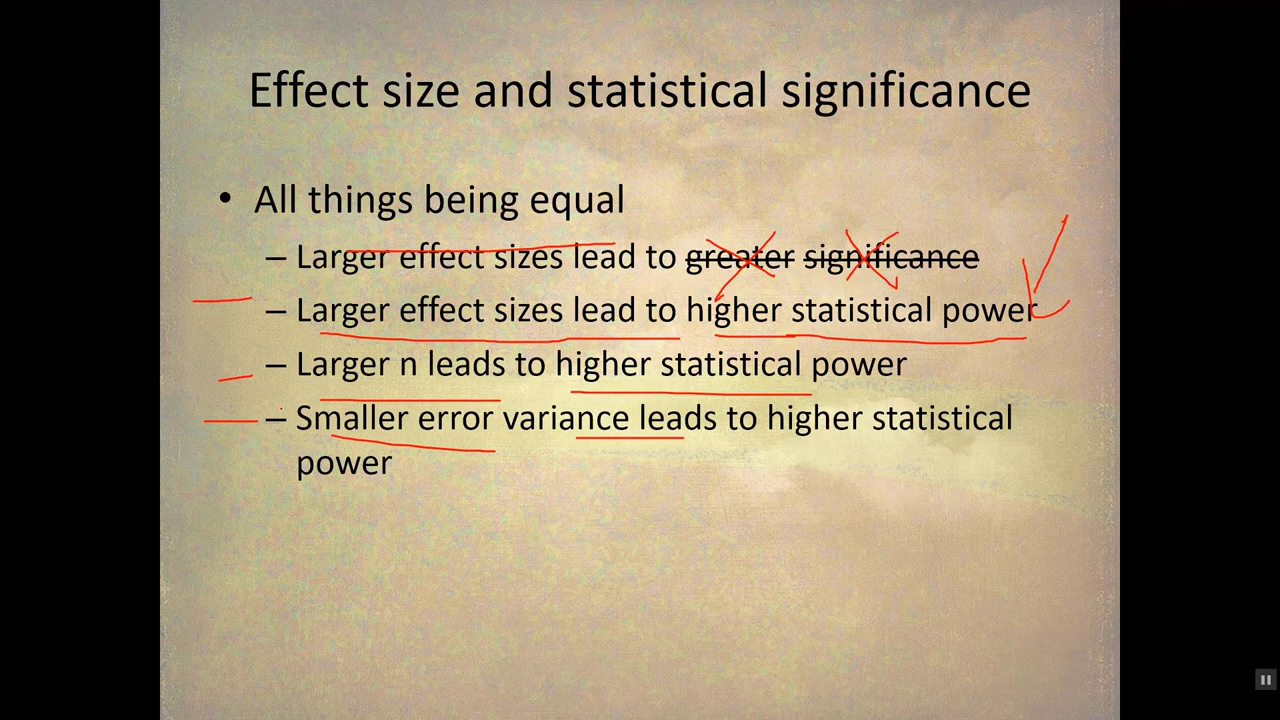 Effect size and statistical significance
• All things being equal
– Larger effect sizes lead to greater significance
– Larger effect sizes lead to higher statistical power
– Larger n leads to higher statistical power
– Smaller error variance leads to higher statistical
power